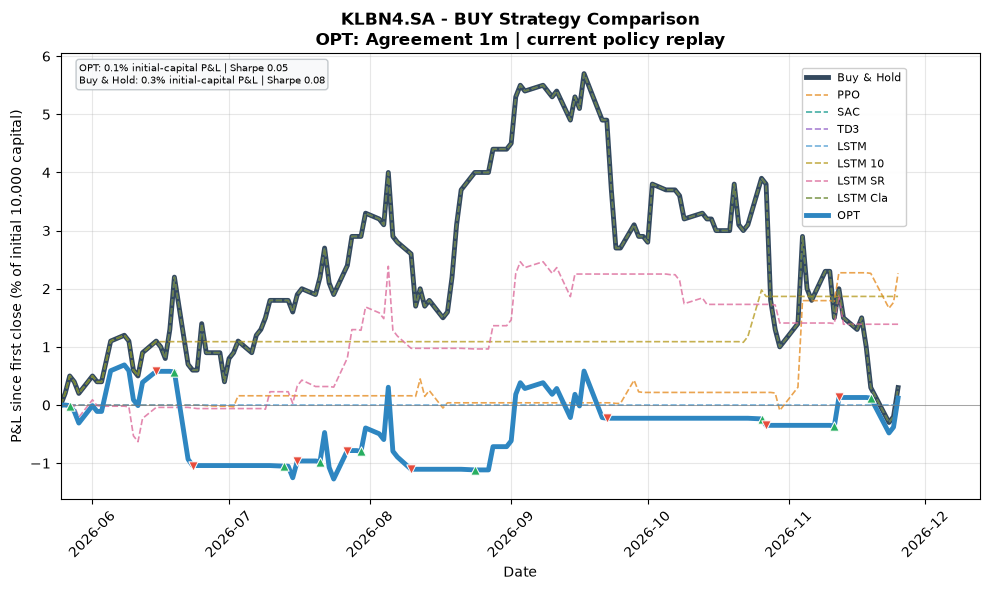 KLBN4.SA - BUY Strategy Comparison
OPT: Agreement 1m | current policy replay
OPT: 0.1% initial-capital P&L | Sharpe 0.05
Buy & Hold: 0.3% initial-capital P&L | Sharpe 0.08
Buy & Hold
PPO
SAC
TD3
LSTM
LSTM 10
LSTM SR
LSTM Cla
OPT
P&L since first close (% of initial 10,000 capital)
6
5
4
3
2
1
0
−1
2026-06
2026-07
2026-08
2026-09
2026-10
2026-11
2026-12
Date